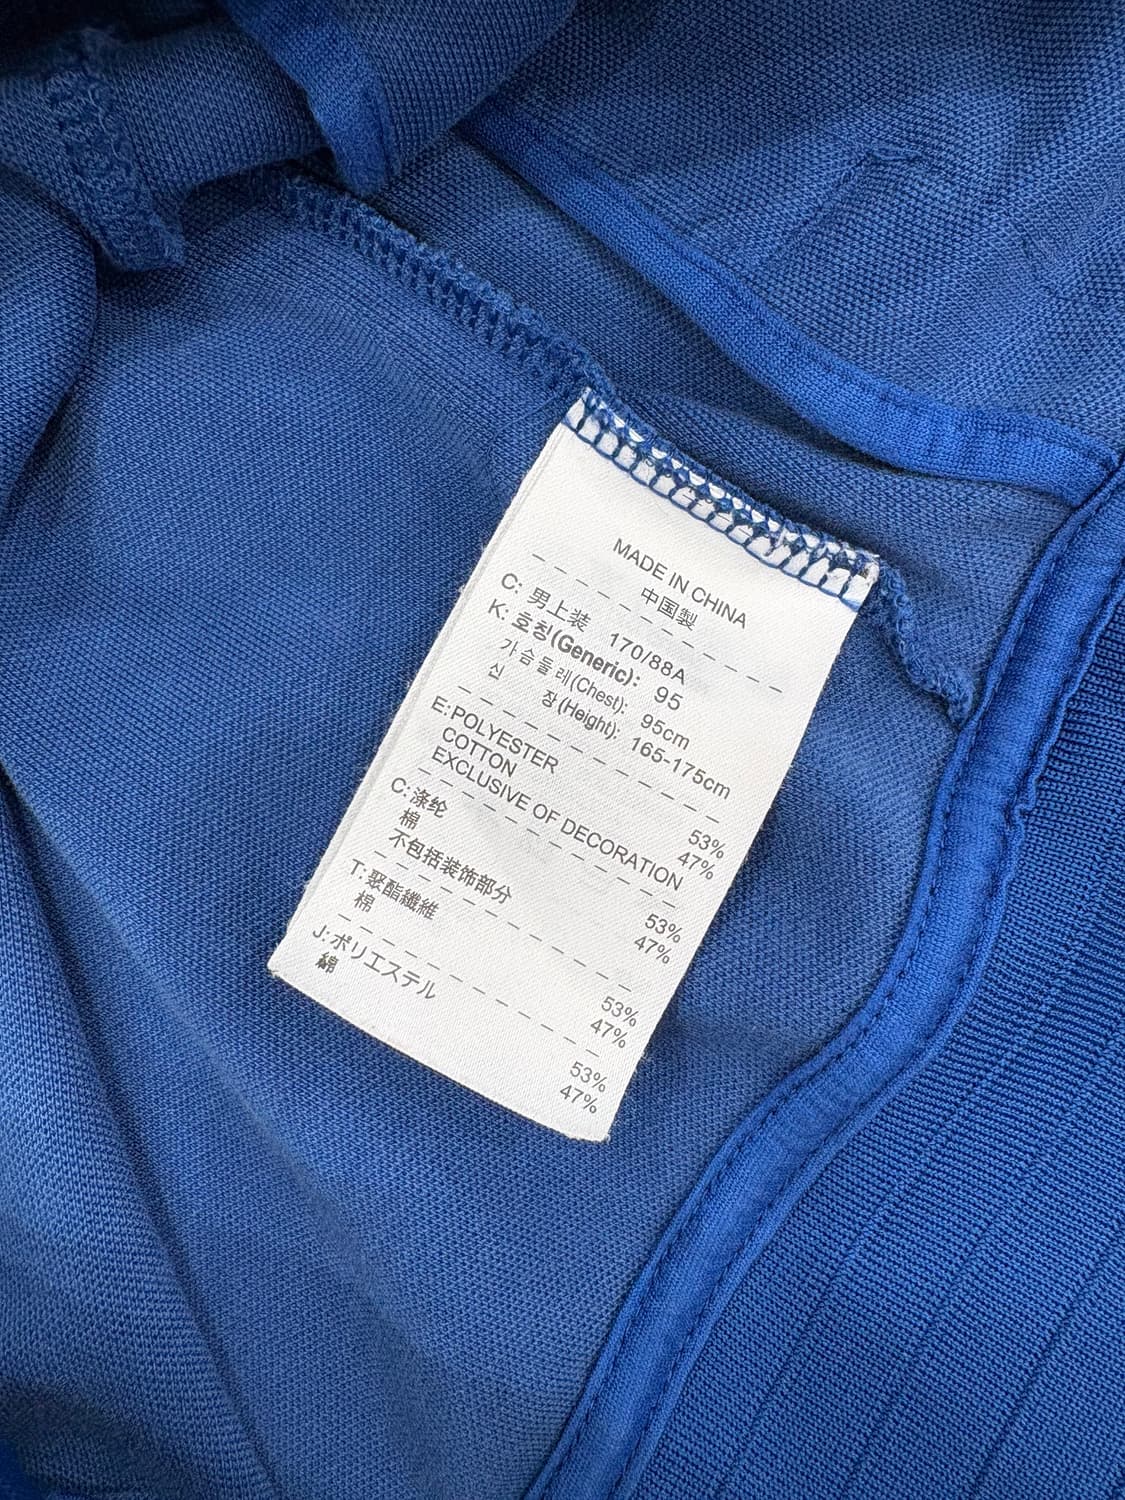 MADE IN CHINA
中国製
C: 男上装 170/88A
K: 호칭(Generic): 95
가슴둘레(Chest): 95cm
신 장(Height): 165-175cm
E:POLYESTER 53%
COTTON 47%
EXCLUSIVE OF DECORATION
C:涤纶 53%
棉 47%
不包括装饰部分
T:聚酯纖維 53%
棉 47%
J:ポリエステル 53%
綿 47%